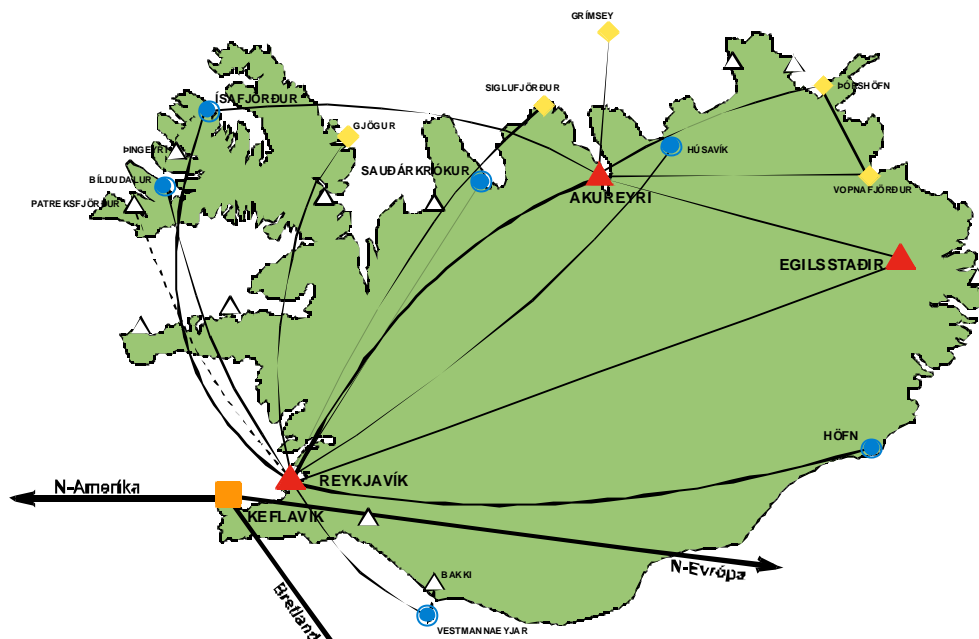 GRÍMSEY
SIGLUFJÖRÐUR
ÞÓRSHÖFN
ÍSAFJÖRÐUR
GJÖGUR
HÚSAVÍK
ÞINGEYRI
SAUÐÁRKRÓKUR
BÍLDUDALUR
AKUREYRI
VOPNAFJÖRÐUR
PATREKSFJÖRÐUR
EGILSSTAÐIR
HÖFN
REYKJAVÍK
N-Ameríka
KEFLAVÍK
N-Evrópa
BAKKI
Bretland
VESTMANNAEYJAR